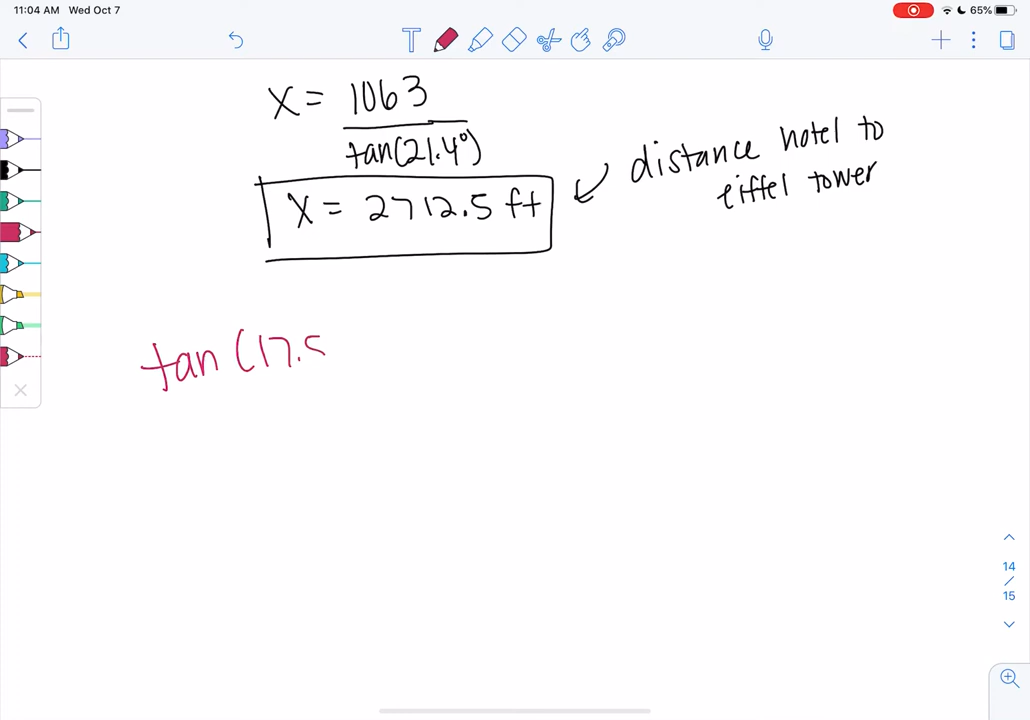 11:04 AM Wed Oct 7
65%
T
x = 1063
tan(21.4°)
x = 2712.5 ft
distance hotel to
eiffel tower
tan (17.5
14
/
15